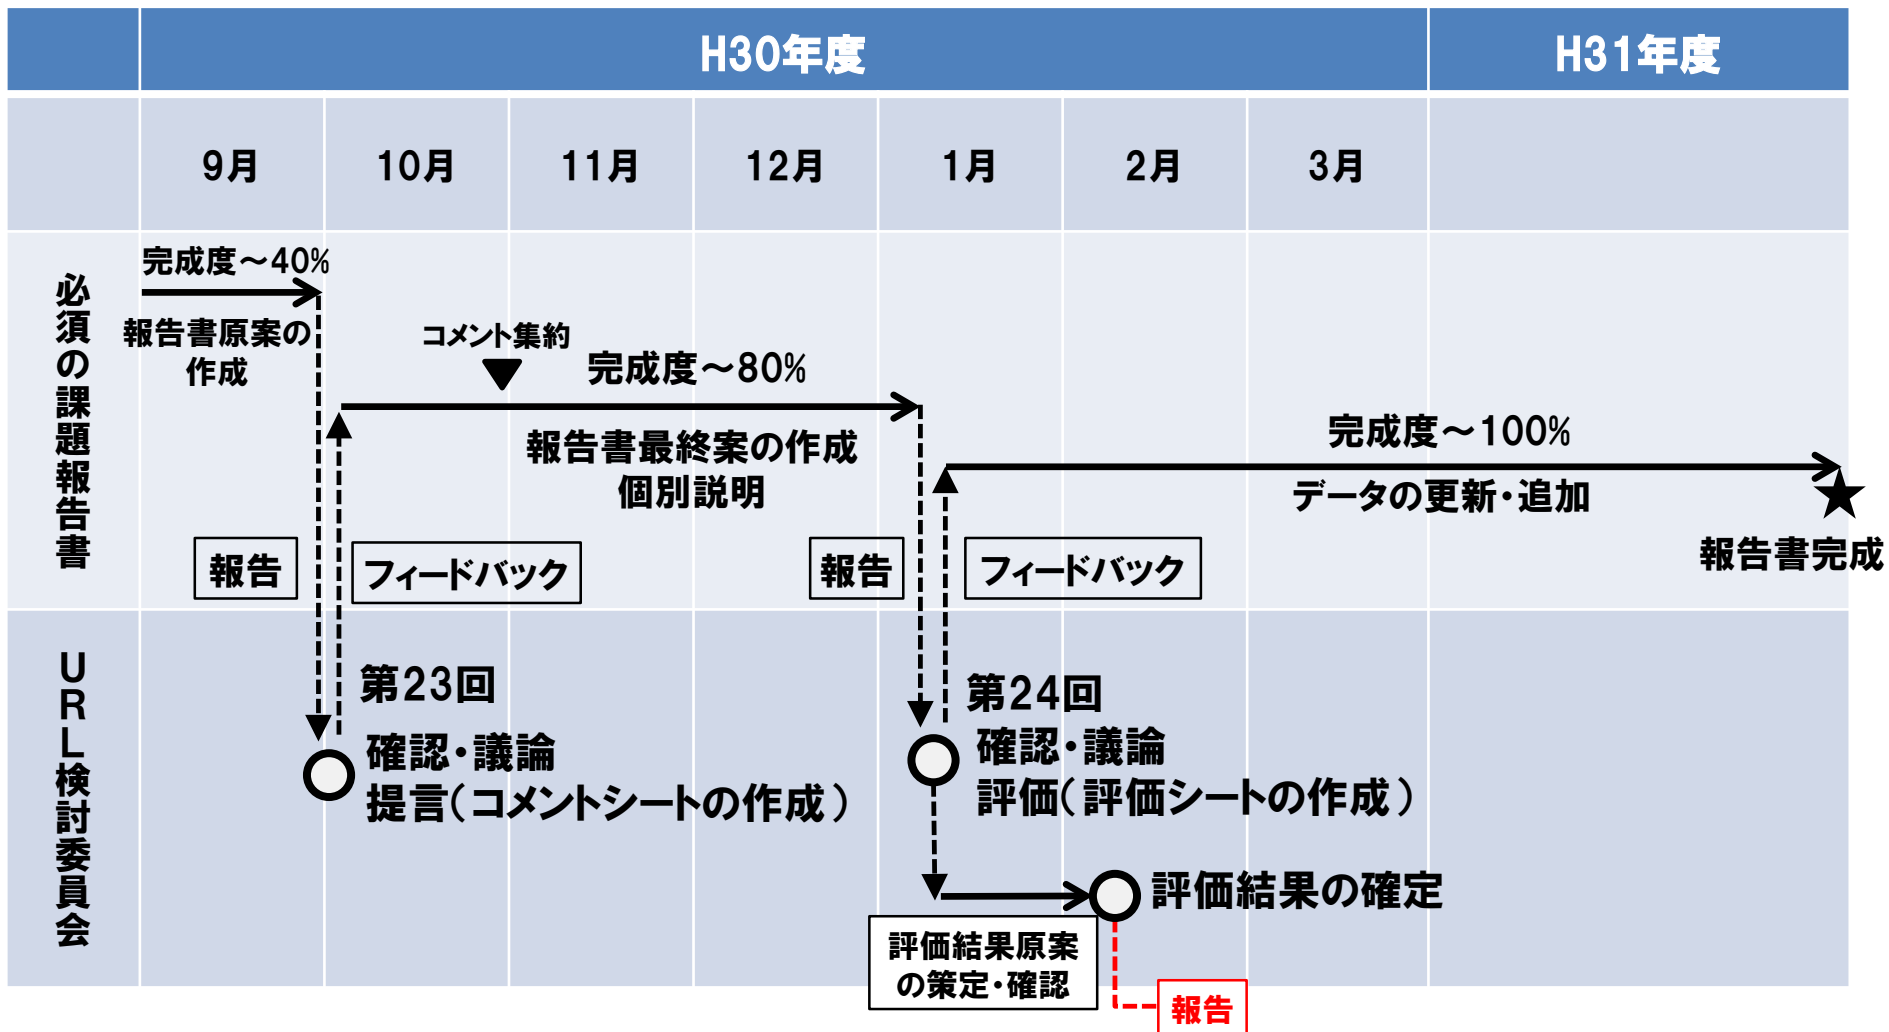 H30年度
H31年度
9月
10月
11月
12月
1月
2月
3月
必須の課題報告書
完成度～40%
報告書原案の
作成
コメント集約
完成度～80%
報告書最終案の作成
個別説明
完成度～100%
データの更新・追加
報告書完成
報告
フィードバック
報告
フィードバック
URL検討委員会
第23回
確認・議論
提言(コメントシートの作成)
第24回
確認・議論
評価(評価シートの作成)
評価結果の確定
評価結果原案
の策定・確認
報告